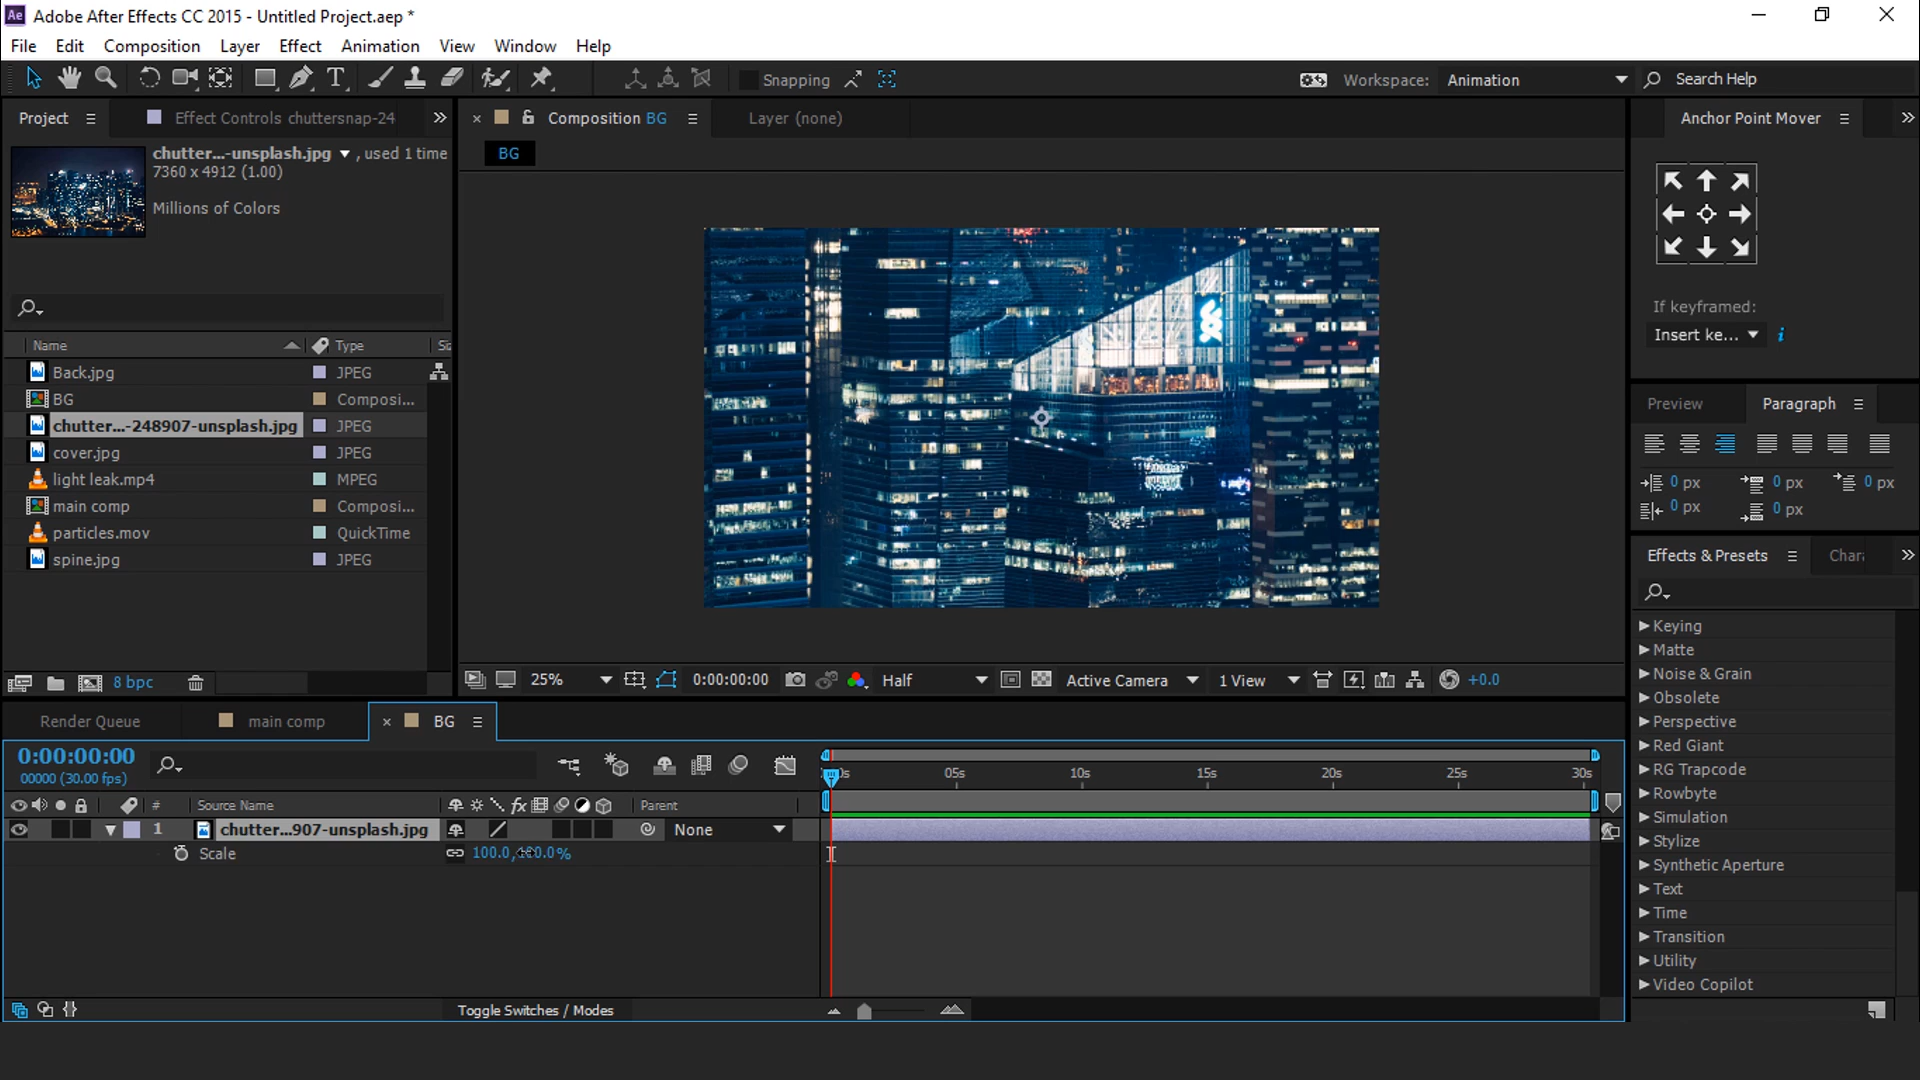 Ae Adobe After Effects CC 2015 - Untitled Project.aep *
File Edit Composition Layer Effect Animation View Window Help
Snapping Workspace: Animation Search Help
Project Effect Controls chuttersnap-24
Composition BG Layer (none)
Anchor Point Mover
chutter...-unsplash.jpg , used 1 time
7360 x 4912 (1.00)
Millions of Colors
BG
If keyframed:
Insert ke... i
Name Type Siz
Back.jpg JPEG
BG Composi...
chutter...-248907-unsplash.jpg JPEG
cover.jpg JPEG
light leak.mp4 MPEG
main comp Composi...
particles.mov QuickTime
spine.jpg JPEG
8 bpc
Preview Paragraph
0 px 0 px 0 px
0 px 0 px
Effects & Presets Chara
Keying
Matte
Noise & Grain
Obsolete
Perspective
Red Giant
RG Trapcode
Rowbyte
Simulation
Stylize
Synthetic Aperture
Text
Time
Transition
Utility
Video Copilot
25% 0:00:00:00 Half Active Camera 1 View +0.0
Render Queue main comp BG
0:00:00:00
00000 (30.00 fps)
05s 10s 15s 20s 25s 30s
# Source Name fx Parent
1 chutter...907-unsplash.jpg None
Scale
Toggle Switches / Modes